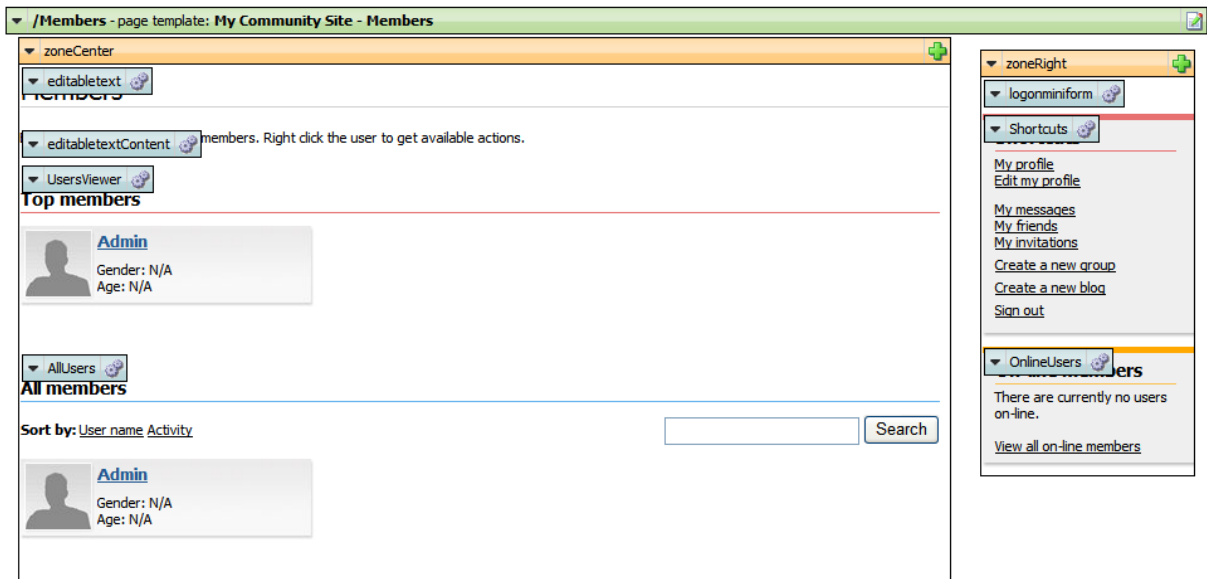 /Members - page template: My Community Site - Members
zoneCenter
editabletext
Members
editabletextContent
members. Right click the user to get available actions.
UsersViewer
Top members
Admin
Gender: N/A
Age: N/A
AllUsers
All members
Sort by: User name Activity
Search
Admin
Gender: N/A
Age: N/A
zoneRight
logonminiform
Shortcuts
My profile
Edit my profile
My messages
My friends
My invitations
Create a new group
Create a new blog
Sign out
OnlineUsers
There are currently no users
on-line.
View all on-line members